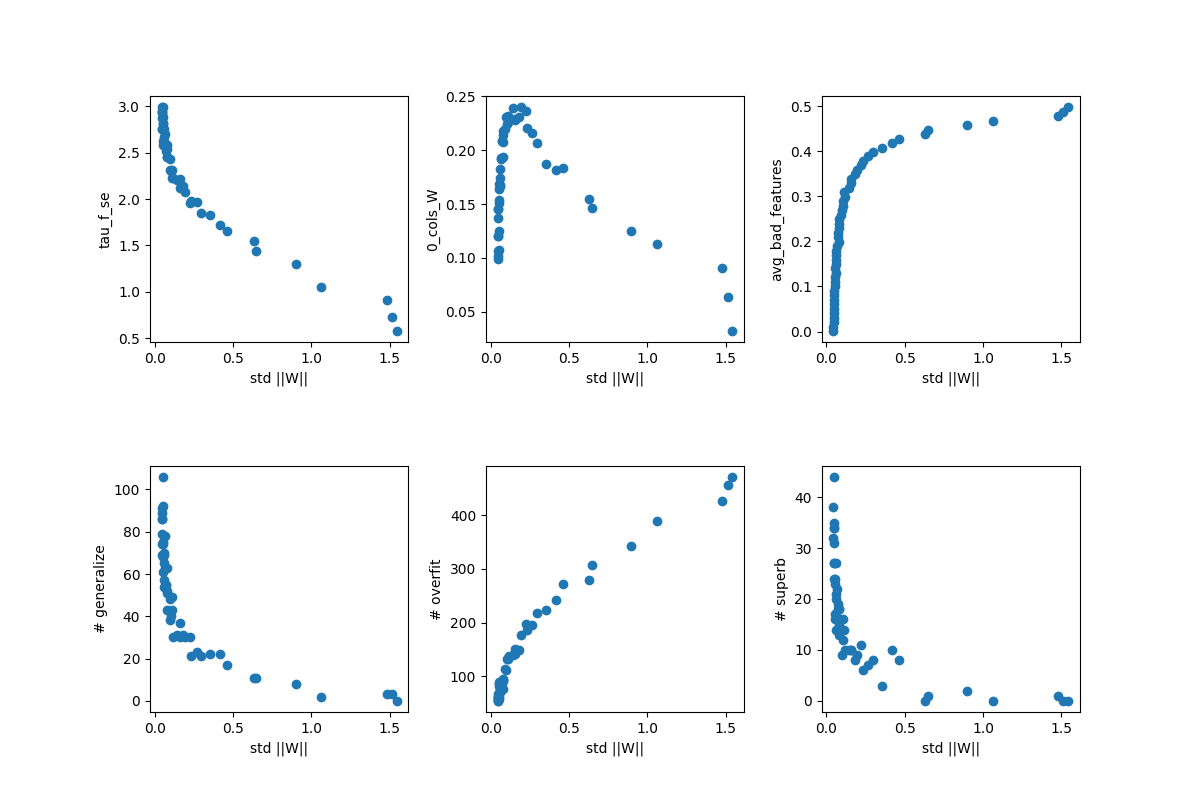 tau_f_se
3.0
2.5
2.0
1.5
1.0
0.5
0.0 0.5 1.0 1.5
std ||W||
0_cols_W
0.25
0.20
0.15
0.10
0.05
0.0 0.5 1.0 1.5
std ||W||
avg_bad_features
0.5
0.4
0.3
0.2
0.1
0.0
0.0 0.5 1.0 1.5
std ||W||
# generalize
100
80
60
40
20
0
0.0 0.5 1.0 1.5
std ||W||
# overfit
400
300
200
100
0.0 0.5 1.0 1.5
std ||W||
# superb
40
30
20
10
0
0.0 0.5 1.0 1.5
std ||W||